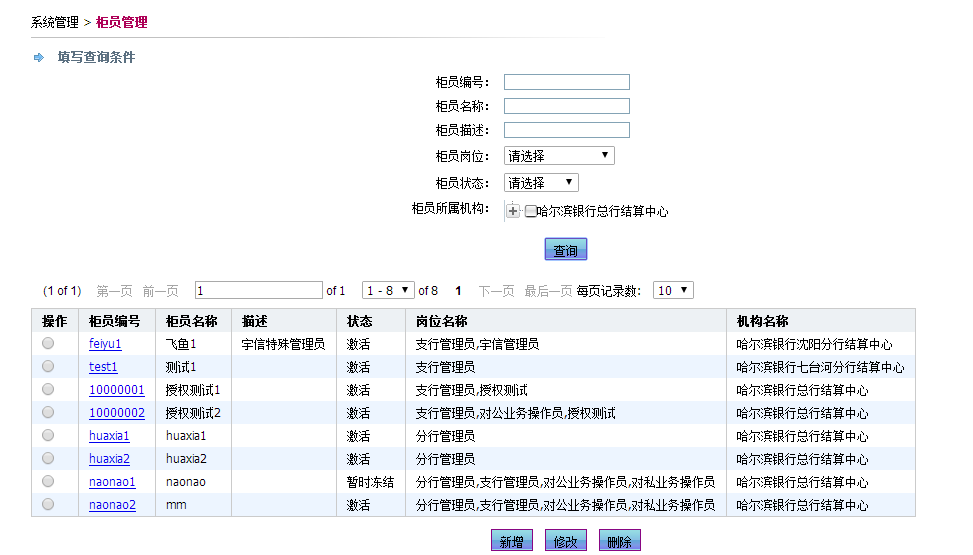 系统管理 > 柜员管理
填写查询条件
柜员编号：
柜员名称：
柜员描述：
柜员岗位： 请选择
柜员状态： 请选择
柜员所属机构： 哈尔滨银行总行结算中心
查询
(1 of 1) 第一页 前一页 1 of 1 1 - 8 of 8 1 下一页 最后一页 每页记录数： 10
操作 柜员编号 柜员名称 描述 状态 岗位名称 机构名称
feiyu1 飞鱼1 宇信特殊管理员 激活 支行管理员,宇信管理员 哈尔滨银行沈阳分行结算中心
test1 测试1 激活 支行管理员 哈尔滨银行七台河分行结算中心
10000001 授权测试1 激活 支行管理员,授权测试 哈尔滨银行总行结算中心
10000002 授权测试2 激活 支行管理员,对公业务操作员,授权测试 哈尔滨银行总行结算中心
huaxia1 huaxia1 激活 分行管理员 哈尔滨银行总行结算中心
huaxia2 huaxia2 激活 分行管理员 哈尔滨银行总行结算中心
naonao1 naonao 暂时冻结 分行管理员,支行管理员,对公业务操作员,对私业务操作员 哈尔滨银行总行结算中心
naonao2 mm 激活 分行管理员,支行管理员,对公业务操作员,对私业务操作员 哈尔滨银行总行结算中心
新增 修改 删除